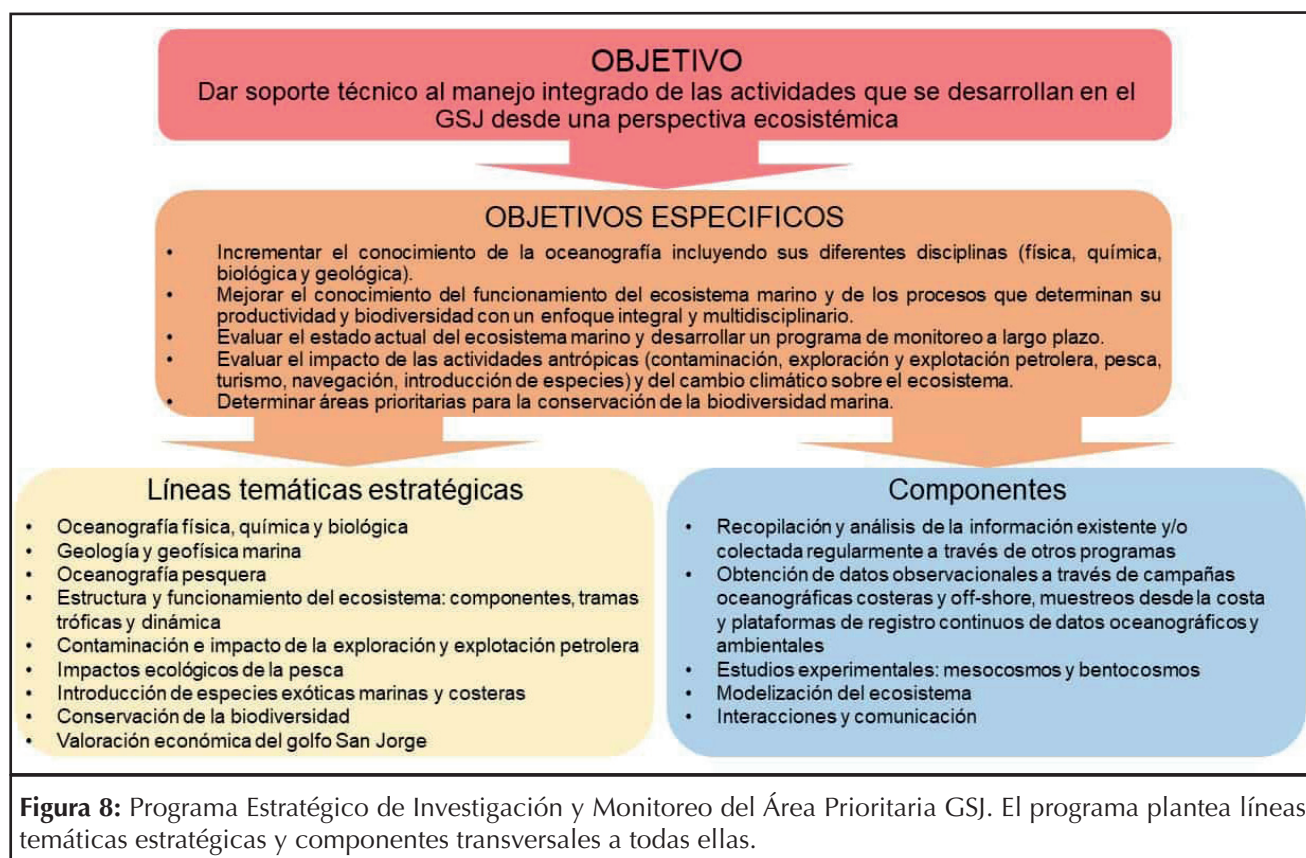 OBJETIVO
Dar soporte técnico al manejo integrado de las actividades que se desarrollan en el
GSJ desde una perspectiva ecosistémica
OBJETIVOS ESPECIFICOS
• Incrementar el conocimiento de la oceanografía incluyendo sus diferentes disciplinas (física, química,
biológica y geológica).
• Mejorar el conocimiento del funcionamiento del ecosistema marino y de los procesos que determinan su
productividad y biodiversidad con un enfoque integral y multidisciplinario.
• Evaluar el estado actual del ecosistema marino y desarrollar un programa de monitoreo a largo plazo.
• Evaluar el impacto de las actividades antrópicas (contaminación, exploración y explotación petrolera, pesca,
turismo, navegación, introducción de especies) y del cambio climático sobre el ecosistema.
• Determinar áreas prioritarias para la conservación de la biodiversidad marina.
Líneas temáticas estratégicas
• Oceanografía física, química y biológica
• Geología y geofísica marina
• Oceanografía pesquera
• Estructura y funcionamiento del ecosistema: componentes, tramas
tróficas y dinámica
• Contaminación e impacto de la exploración y explotación petrolera
• Impactos ecológicos de la pesca
• Introducción de especies exóticas marinas y costeras
• Conservación de la biodiversidad
• Valoración económica del golfo San Jorge
Componentes
• Recopilación y análisis de la información existente y/o
colectada regularmente a través de otros programas
• Obtención de datos observacionales a través de campañas
oceanográficas costeras y off-shore, muestreos desde la costa
y plataformas de registro continuos de datos oceanográficos y
ambientales
• Estudios experimentales: mesocosmos y bentocosmos
• Modelización del ecosistema
• Interacciones y comunicación
Figura 8: Programa Estratégico de Investigación y Monitoreo del Área Prioritaria GSJ. El programa plantea líneas
temáticas estratégicas y componentes transversales a todas ellas.